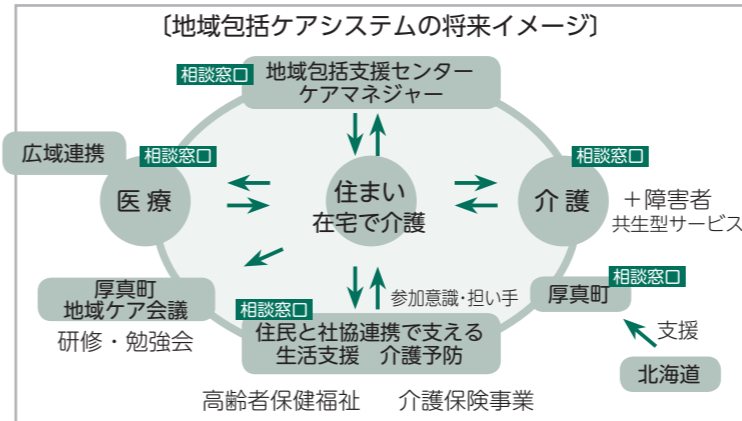 〔地域包括ケアシステムの将来イメージ〕
相談窓口
地域包括支援センター
ケアマネジャー
広域連携
相談窓口
医療
住まい
在宅で介護
相談窓口
介護
＋障害者
共生型サービス
厚真町
地域ケア会議
研修・勉強会
相談窓口
住民と社協連携で支える
生活支援　介護予防
参加意識・担い手
相談窓口
厚真町
支援
北海道
高齢者保健福祉　介護保険事業